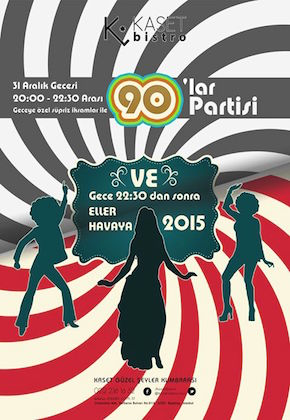 K. KASET
bistro
31 Aralık Gecesi
20:00 - 22:30 Arası
Geceye özel süpriz ikramlar ile
90'lar
Partisi
VE
Gece 22:30 dan sonra
ELLER
HAVAYA 2015
KASET GÜZEL ŞEYLER KUMBARASI